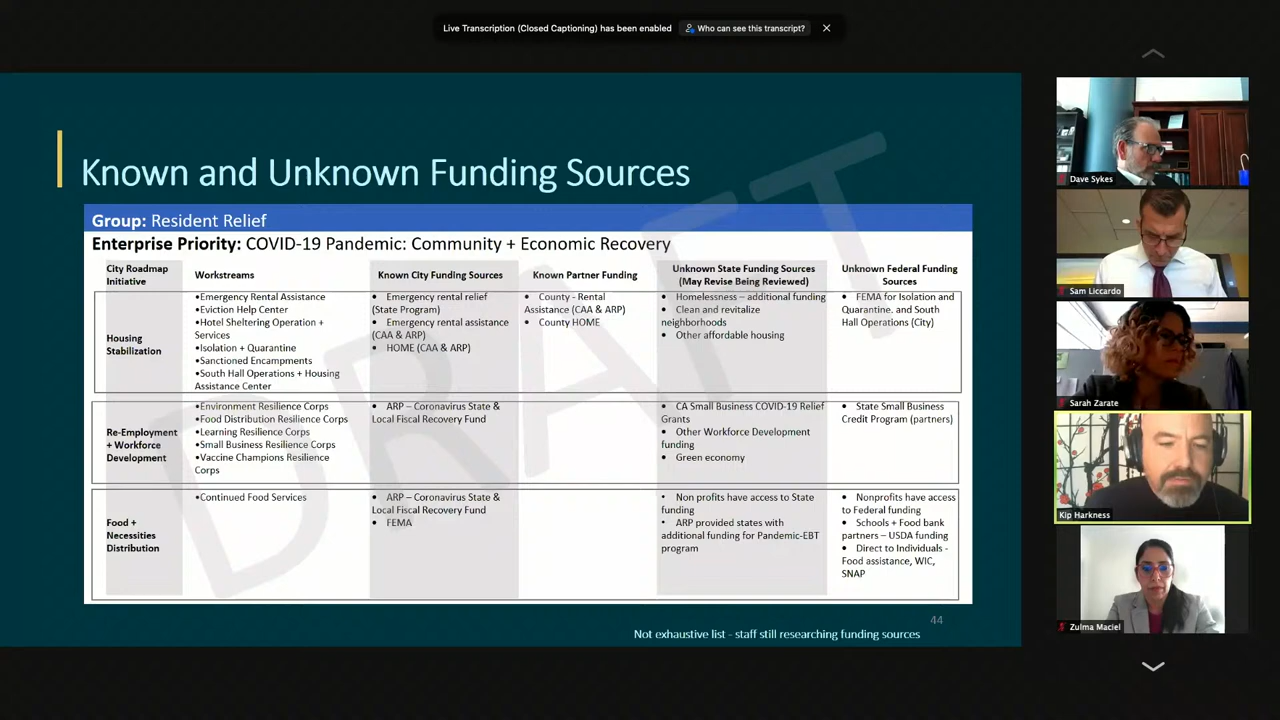 Live Transcription (Closed Captioning) has been enabled
Who can see this transcript?
Known and Unknown Funding Sources
Group: Resident Relief
Enterprise Priority: COVID-19 Pandemic: Community + Economic Recovery
City Roadmap
Initiative
Workstreams
Known City Funding Sources
Known Partner Funding
Unknown State Funding Sources
(May Revise Being Reviewed)
Unknown Federal Funding
Sources
Housing
Stabilization
•Emergency Rental Assistance
•Eviction Help Center
•Hotel Sheltering Operation +
Services
•Isolation + Quarantine
•Sanctioned Encampments
•South Hall Operations + Housing
Assistance Center
• Emergency rental relief
(State Program)
• Emergency rental assistance
(CAA & ARP)
• HOME (CAA & ARP)
• County - Rental
Assistance (CAA & ARP)
• County HOME
• Homelessness – additional funding
• Clean and revitalize
neighborhoods
• Other affordable housing
• FEMA for Isolation and
Quarantine. and South
Hall Operations (City)
Re-Employment
+ Workforce
Development
•Environment Resilience Corps
•Food Distribution Resilience Corps
•Learning Resilience Corps
•Small Business Resilience Corps
•Vaccine Champions Resilience
Corps
• ARP – Coronavirus State &
Local Fiscal Recovery Fund
• CA Small Business COVID-19 Relief
Grants
• Other Workforce Development
funding
• Green economy
• State Small Business
Credit Program (partners)
Food +
Necessities
Distribution
•Continued Food Services
• ARP – Coronavirus State &
Local Fiscal Recovery Fund
• FEMA
• Non profits have access to State
funding
• ARP provided states with
additional funding for Pandemic-EBT
program
• Nonprofits have access
to Federal funding
• Schools + Food bank
partners – USDA funding
• Direct to Individuals -
Food assistance, WIC,
SNAP
DRAFT
44
Not exhaustive list - staff still researching funding sources
Dave Sykes
Sam Liccardo
Sarah Zarate
Kip Harkness
Zulma Maciel